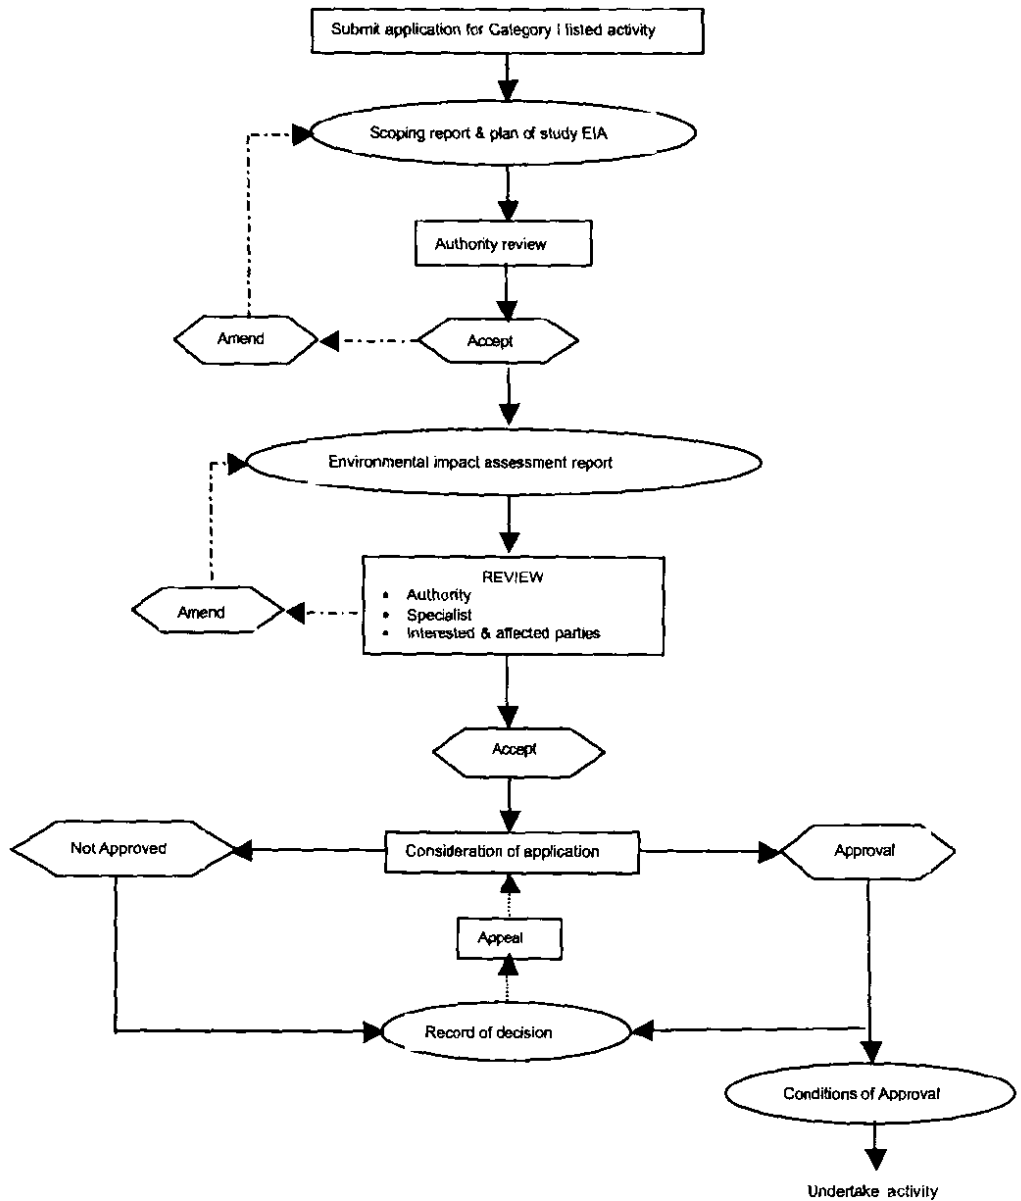 Submit application for Category I listed activity
Scoping report & plan of study EIA
Authority review
Amend
Accept
Environmental impact assessment report
REVIEW
• Authority
• Specialist
• Interested & affected parties
Amend
Accept
Not Approved
Consideration of application
Approval
Appeal
Record of decision
Conditions of Approval
Undertake activity